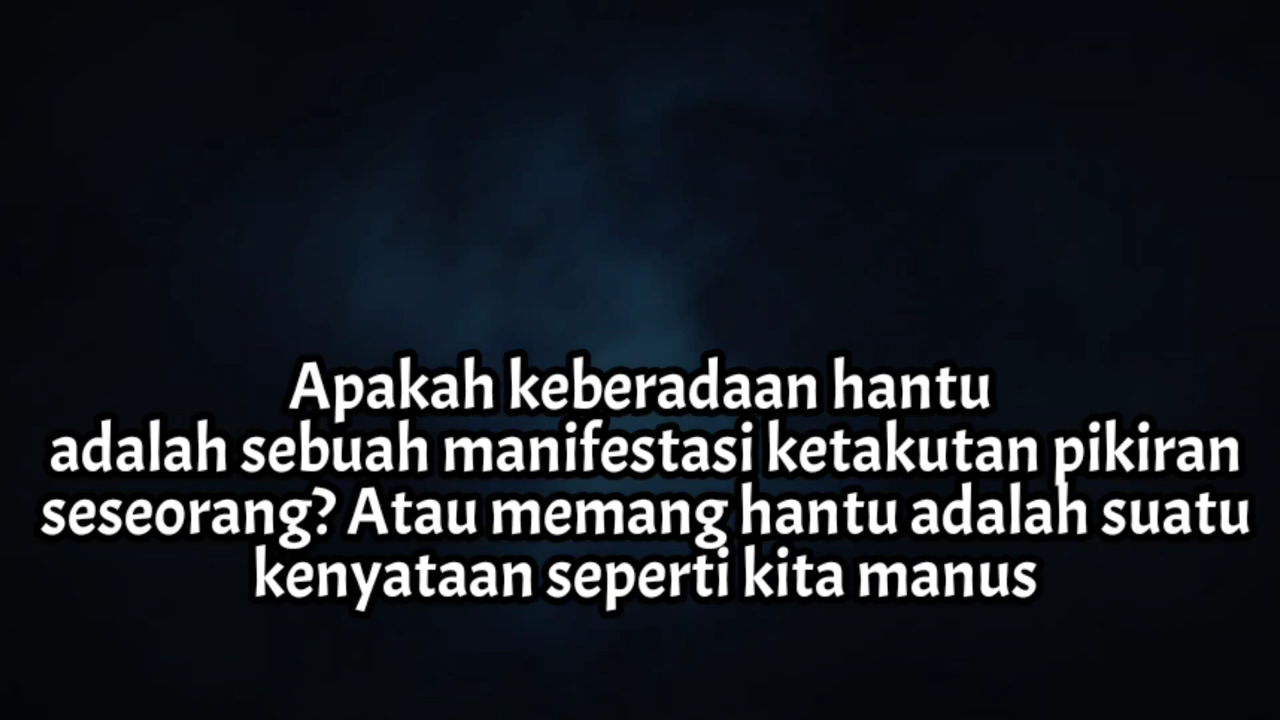 Apakah keberadaan hantu
adalah sebuah manifestasi ketakutan pikiran
seseorang? Atau memang hantu adalah suatu
kenyataan seperti kita manus